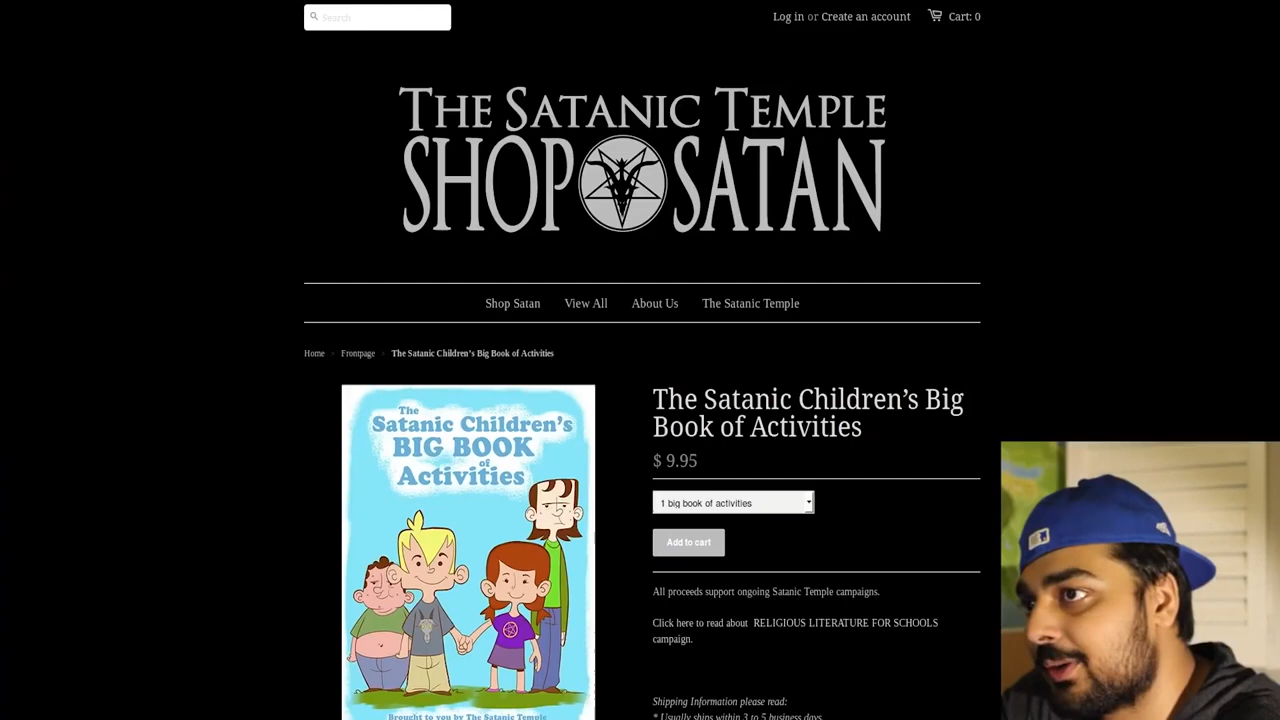 Search
Log in or Create an account Cart: 0
THE SATANIC TEMPLE
SHOP SATAN
Shop Satan View All About Us The Satanic Temple
Home Frontpage The Satanic Children's Big Book of Activities
The
Satanic Children's
BIG BOOK
of
Activities
Brought to you by The Satanic Temple
The Satanic Children’s Big
Book of Activities
$ 9.95
1 big book of activities
Add to cart
All proceeds support ongoing Satanic Temple campaigns.
Click here to read about RELIGIOUS LITERATURE FOR SCHOOLS
campaign.
Shipping Information please read:
* Usually ships within 3 to 5 business days